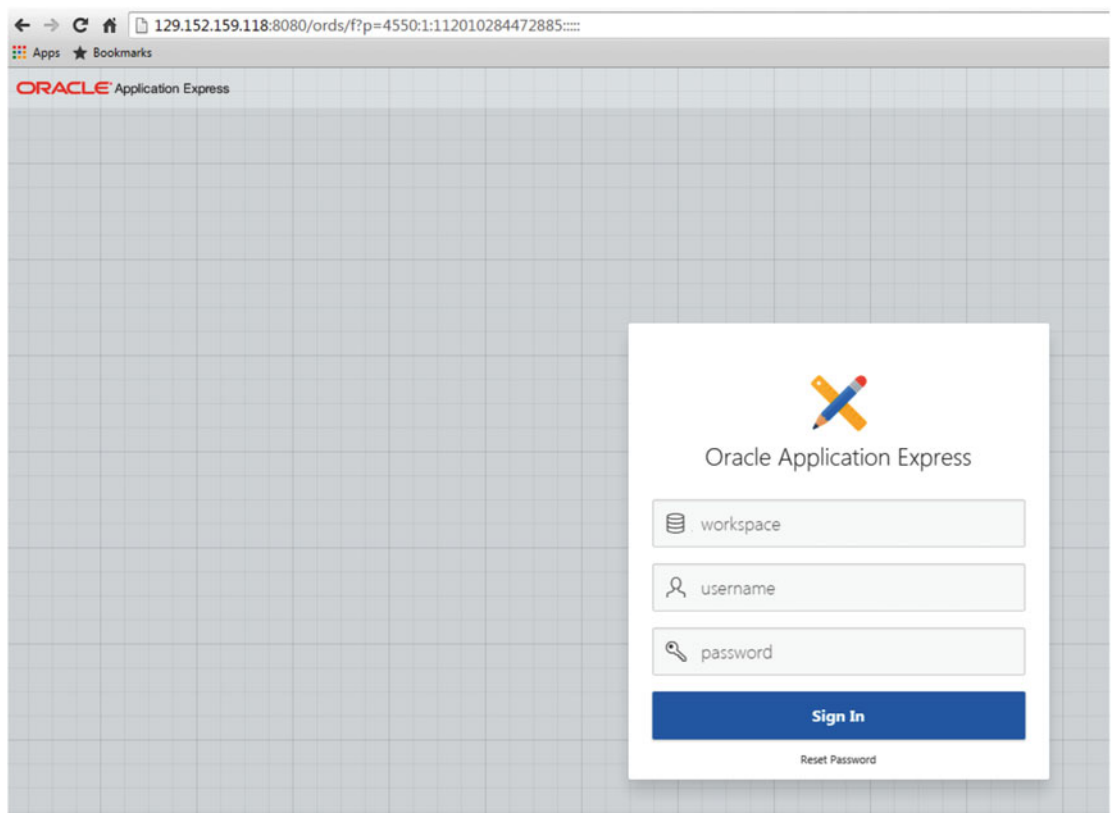 129.152.159.118:8080/ords/f?p=4550:1:112010284472885:::::
Apps Bookmarks
ORACLE Application Express
Oracle Application Express
workspace
username
password
Sign In
Reset Password